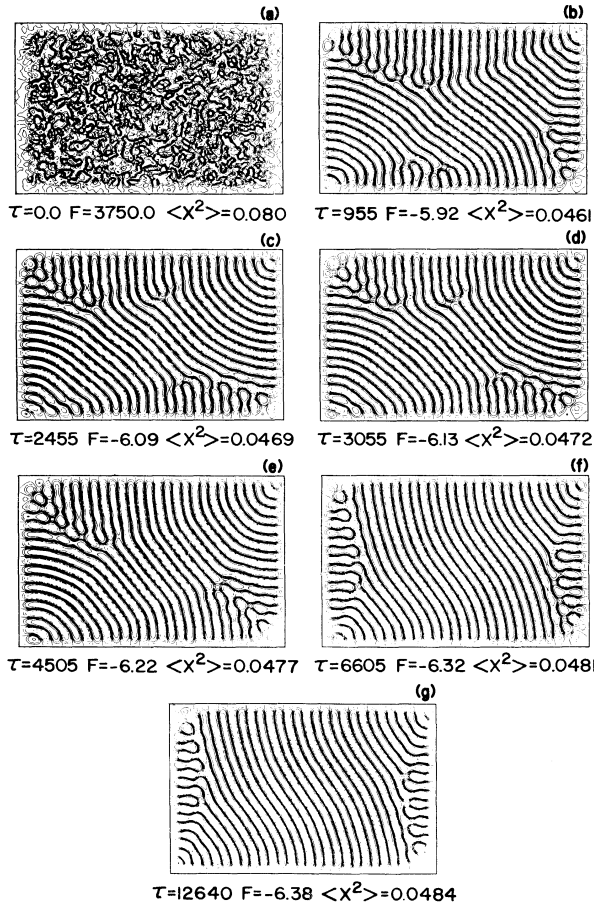 (a)
τ=0.0 F=3750.0 <X²>=0.080
(b)
τ=955 F=-5.92 <X²>=0.0461
(c)
τ=2455 F=-6.09 <X²>=0.0469
(d)
τ=3055 F=-6.13 <X²>=0.0472
(e)
τ=4505 F=-6.22 <X²>=0.0477
(f)
τ=6605 F=-6.32 <X²>=0.0481
(g)
τ=12640 F=-6.38 <X²>=0.0484